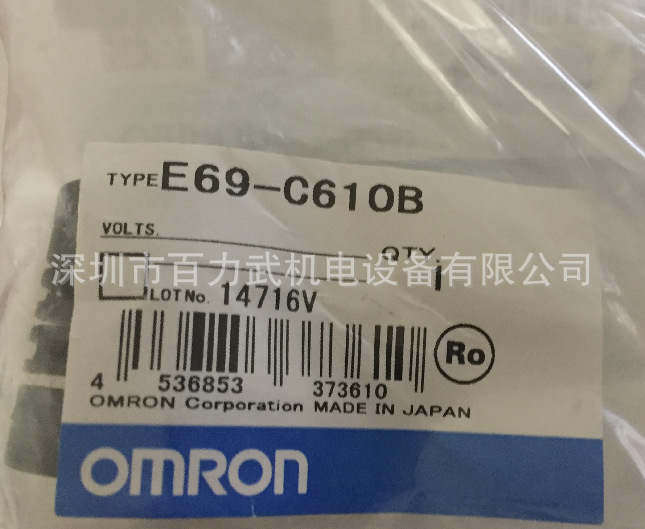 TYPE E69-C610B
VOLTS.
QTY.
1
深圳市百力武机电设备有限公司
LOT No. 14716V
Ro
4 536853 373610
OMRON Corporation MADE IN JAPAN
OMRON